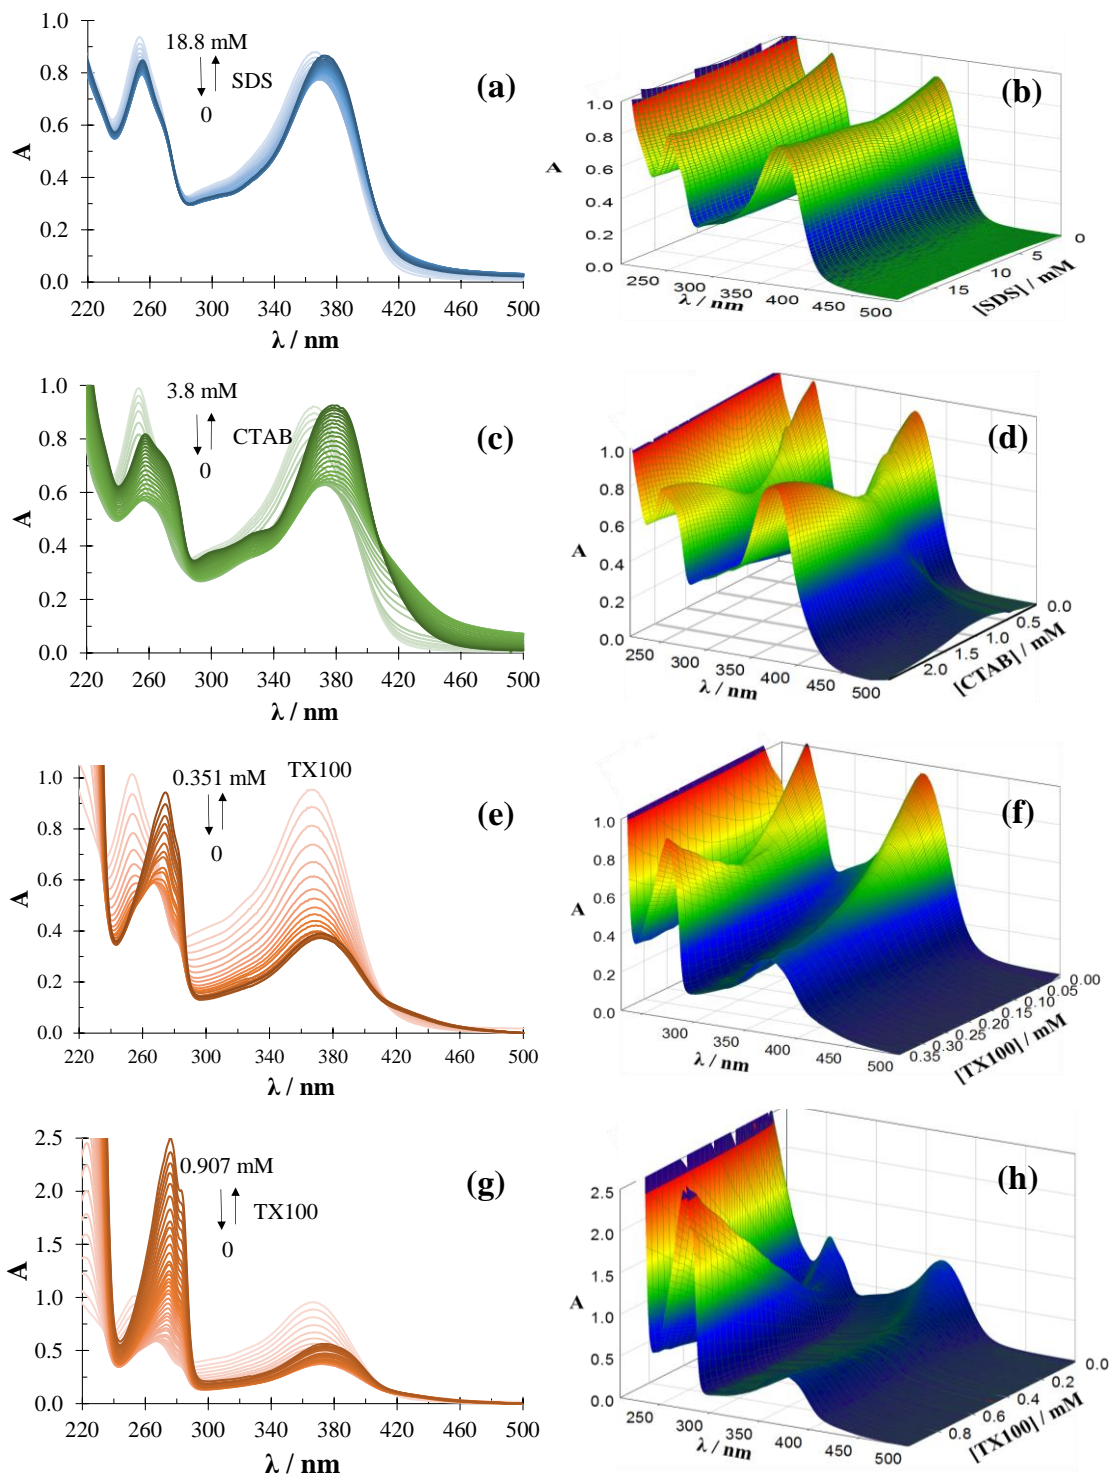 1.0
0.8
0.6
0.4
0.2
0.0
A
220 260 300 340 380 420 460 500
λ / nm
18.8 mM
SDS
0
(a)
(b)
1.0
0.8
0.6
0.4
0.2
0.0
A
250 300 350 400 450 500
λ / nm
15 10 5 0
[SDS] / mM
1.0
0.8
0.6
0.4
0.2
0.0
A
220 260 300 340 380 420 460 500
λ / nm
3.8 mM
CTAB
0
(c)
(d)
1.0
0.8
0.6
0.4
0.2
0.0
A
250 300 350 400 450 500
λ / nm
2.0 1.5 1.0 0.5 0.0
[CTAB] / mM
1.0
0.8
0.6
0.4
0.2
0.0
A
220 260 300 340 380 420 460 500
λ / nm
0.351 mM
TX100
0
(e)
(f)
1.0
0.8
0.6
0.4
0.2
0.0
A
300 350 400 450 500
λ / nm
0.35 0.30 0.25 0.20 0.15 0.10 0.05 0.00
[TX100] / mM
2.5
2.0
1.5
1.0
0.5
0.0
A
220 260 300 340 380 420 460 500
λ / nm
0.907 mM
TX100
0
(g)
(h)
2.5
2.0
1.5
1.0
0.5
0.0
A
250 300 350 400 450 500
λ / nm
0.8 0.6 0.4 0.2 0.0
[TX100] / mM